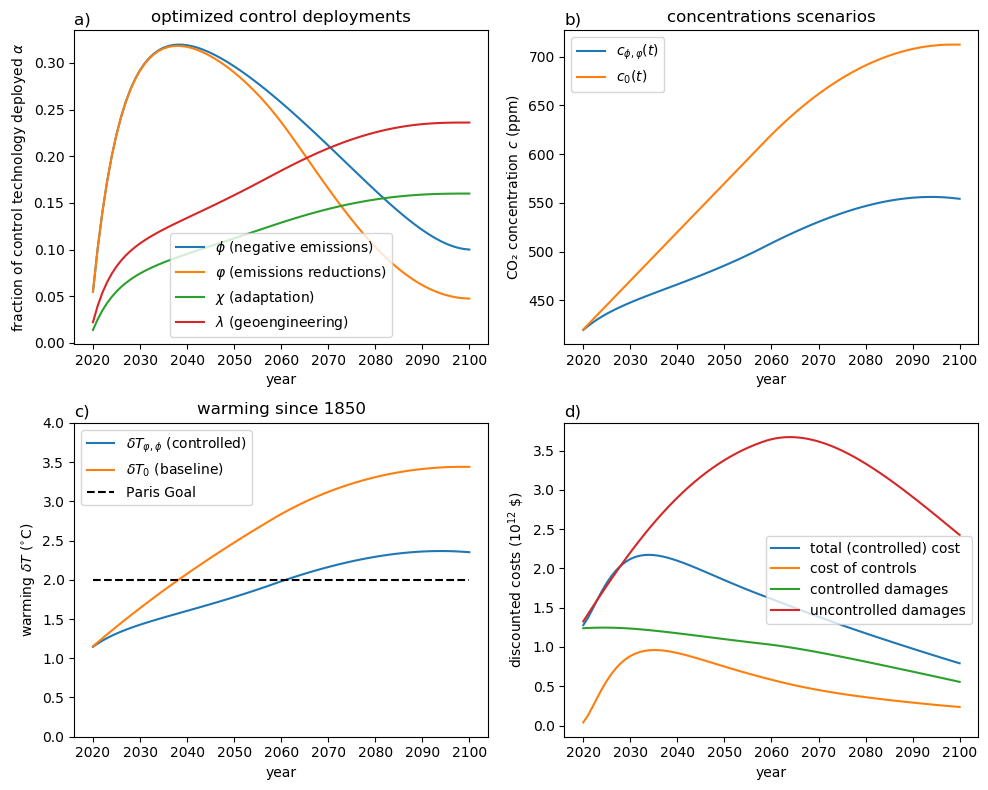 a)
optimized control deployments
fraction of control technology deployed α
0.30
0.25
0.20
0.15
0.10
0.05
0.00
ϕ (negative emissions)
φ (emissions reductions)
χ (adaptation)
λ (geoengineering)
2020 2030 2040 2050 2060 2070 2080 2090 2100
year
b)
concentrations scenarios
CO₂ concentration c (ppm)
700
650
600
550
500
450
c_{ϕ,φ}(t)
c₀(t)
2020 2030 2040 2050 2060 2070 2080 2090 2100
year
c)
warming since 1850
warming δT (°C)
4.0
3.5
3.0
2.5
2.0
1.5
1.0
0.5
0.0
δT_{φ,ϕ} (controlled)
δT₀ (baseline)
Paris Goal
2020 2030 2040 2050 2060 2070 2080 2090 2100
year
d)
discounted costs (10¹² $)
3.5
3.0
2.5
2.0
1.5
1.0
0.5
0.0
total (controlled) cost
cost of controls
controlled damages
uncontrolled damages
2020 2030 2040 2050 2060 2070 2080 2090 2100
year